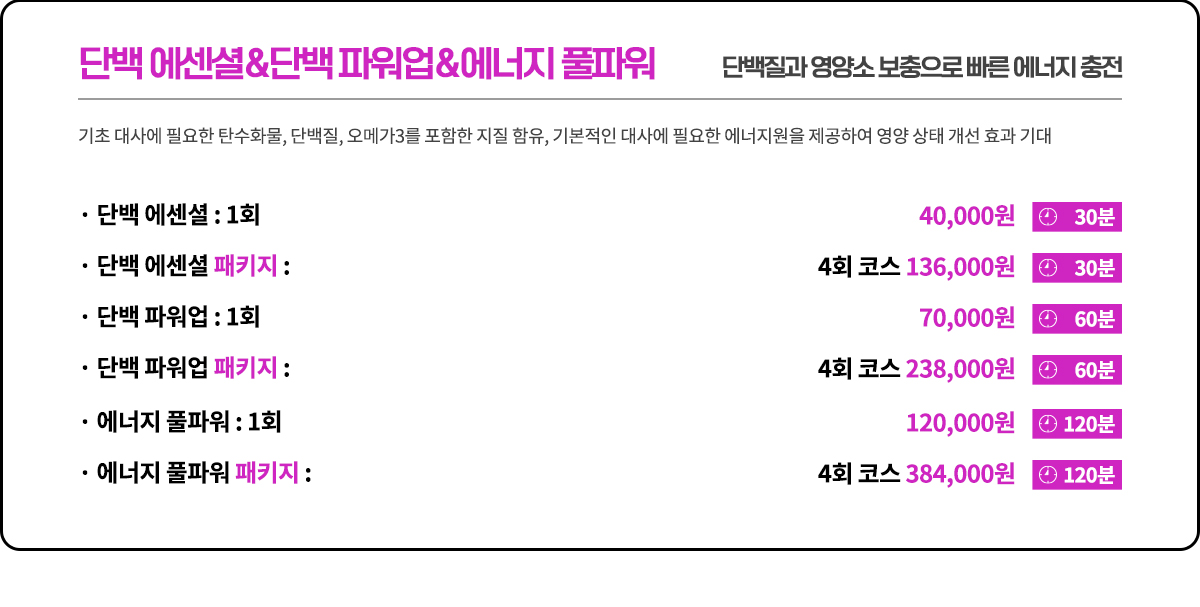 단백 에센셜&단백 파워업&에너지 풀파워 단백질과 영양소 보충으로 빠른 에너지 충전
기초 대사에 필요한 탄수화물, 단백질, 오메가3를 포함한 지질 함유, 기본적인 대사에 필요한 에너지원을 제공하여 영양 상태 개선 효과 기대
· 단백 에센셜 : 1회 40,000원 30분
· 단백 에센셜 패키지 : 4회 코스 136,000원 30분
· 단백 파워업 : 1회 70,000원 60분
· 단백 파워업 패키지 : 4회 코스 238,000원 60분
· 에너지 풀파워 : 1회 120,000원 120분
· 에너지 풀파워 패키지 : 4회 코스 384,000원 120분